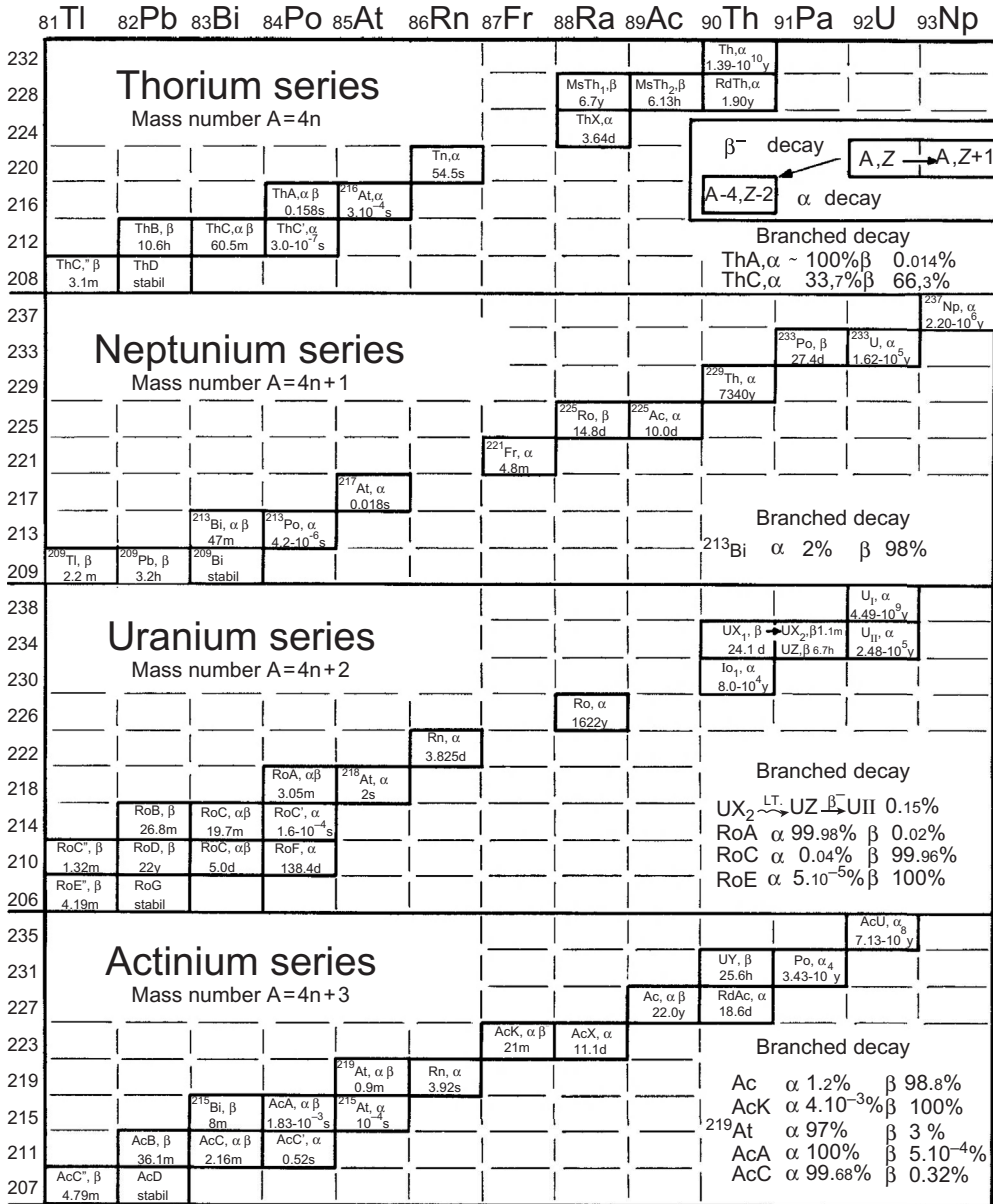 81Tl 82Pb 83Bi 84Po 85At 86Rn 87Fr 88Ra 89Ac 90Th 91Pa 92U 93Np
232
228
224
220
216
212
208
Thorium series
Mass number A=4n
Th,α
1.39-10^10y
MsTh1,β
6.7y
MsTh2,β
6.13h
RdTh,α
1.90y
ThX,α
3.64d
Tn,α
54.5s
ThA,α β
0.158s
216At,α
3.10^-4s
ThB, β
10.6h
ThC,α β
60.5m
ThC',α
3.0-10^-7s
ThC," β
3.1m
ThD
stabil
β− decay
A,Z → A,Z+1
A-4,Z-2
α decay
Branched decay
ThA,α ~ 100%β 0.014%
ThC,α 33,7%β 66,3%
237
233
229
225
221
217
213
209
Neptunium series
Mass number A=4n+1
237Np, α
2.20-10^6y
233Po, β
27.4d
233U, α
1.62-10^5y
229Th, α
7340y
225Ro, β
14.8d
225Ac, α
10.0d
221Fr, α
4.8m
217At, α
0.018s
213Bi, α β
47m
213Po, α
4.2-10^-6s
209Tl, β
2.2 m
209Pb, β
3.2h
209Bi
stabil
Branched decay
213Bi α 2% β 98%
238
234
230
226
222
218
214
210
206
Uranium series
Mass number A=4n+2
UI, α
4.49-10^9y
UX1, β → UX2,β1.1m
24.1 d UZ,β 6.7h
UII, α
2.48-10^5y
Io1, α
8.0-10^4y
Ro, α
1622y
Rn, α
3.825d
RoA, αβ
3.05m
218At, α
2s
RoB, β
26.8m
RoC, αβ
19.7m
RoC', α
1.6-10^-4s
RoC", β
1.32m
RoD, β
22y
RoC, αβ
5.0d
RoF, α
138.4d
RoE", β
4.19m
RoG
stabil
Branched decay
UX2 LT. UZ β− UII 0.15%
RoA α 99.98% β 0.02%
RoC α 0.04% β 99.96%
RoE α 5.10^-5% β 100%
235
231
227
223
219
215
211
207
Actinium series
Mass number A=4n+3
AcU, α
7.13-10^8y
UY, β
25.6h
Po, α
3.43-10^4y
Ac, α β
22.0y
RdAc, α
18.6d
AcK, α β
21m
AcX, α
11.1d
219At, α β
0.9m
Rn, α
3.92s
215Bi, β
8m
AcA, α β
1.83-10^-3s
215At, α
10^-4s
AcB, β
36.1m
AcC, α β
2.16m
AcC', α
0.52s
AcC", β
4.79m
AcD
stabil
Branched decay
Ac α 1.2% β 98.8%
AcK α 4.10^-3% β 100%
219At α 97% β 3 %
AcA α 100% β 5.10^-4%
AcC α 99.68% β 0.32%